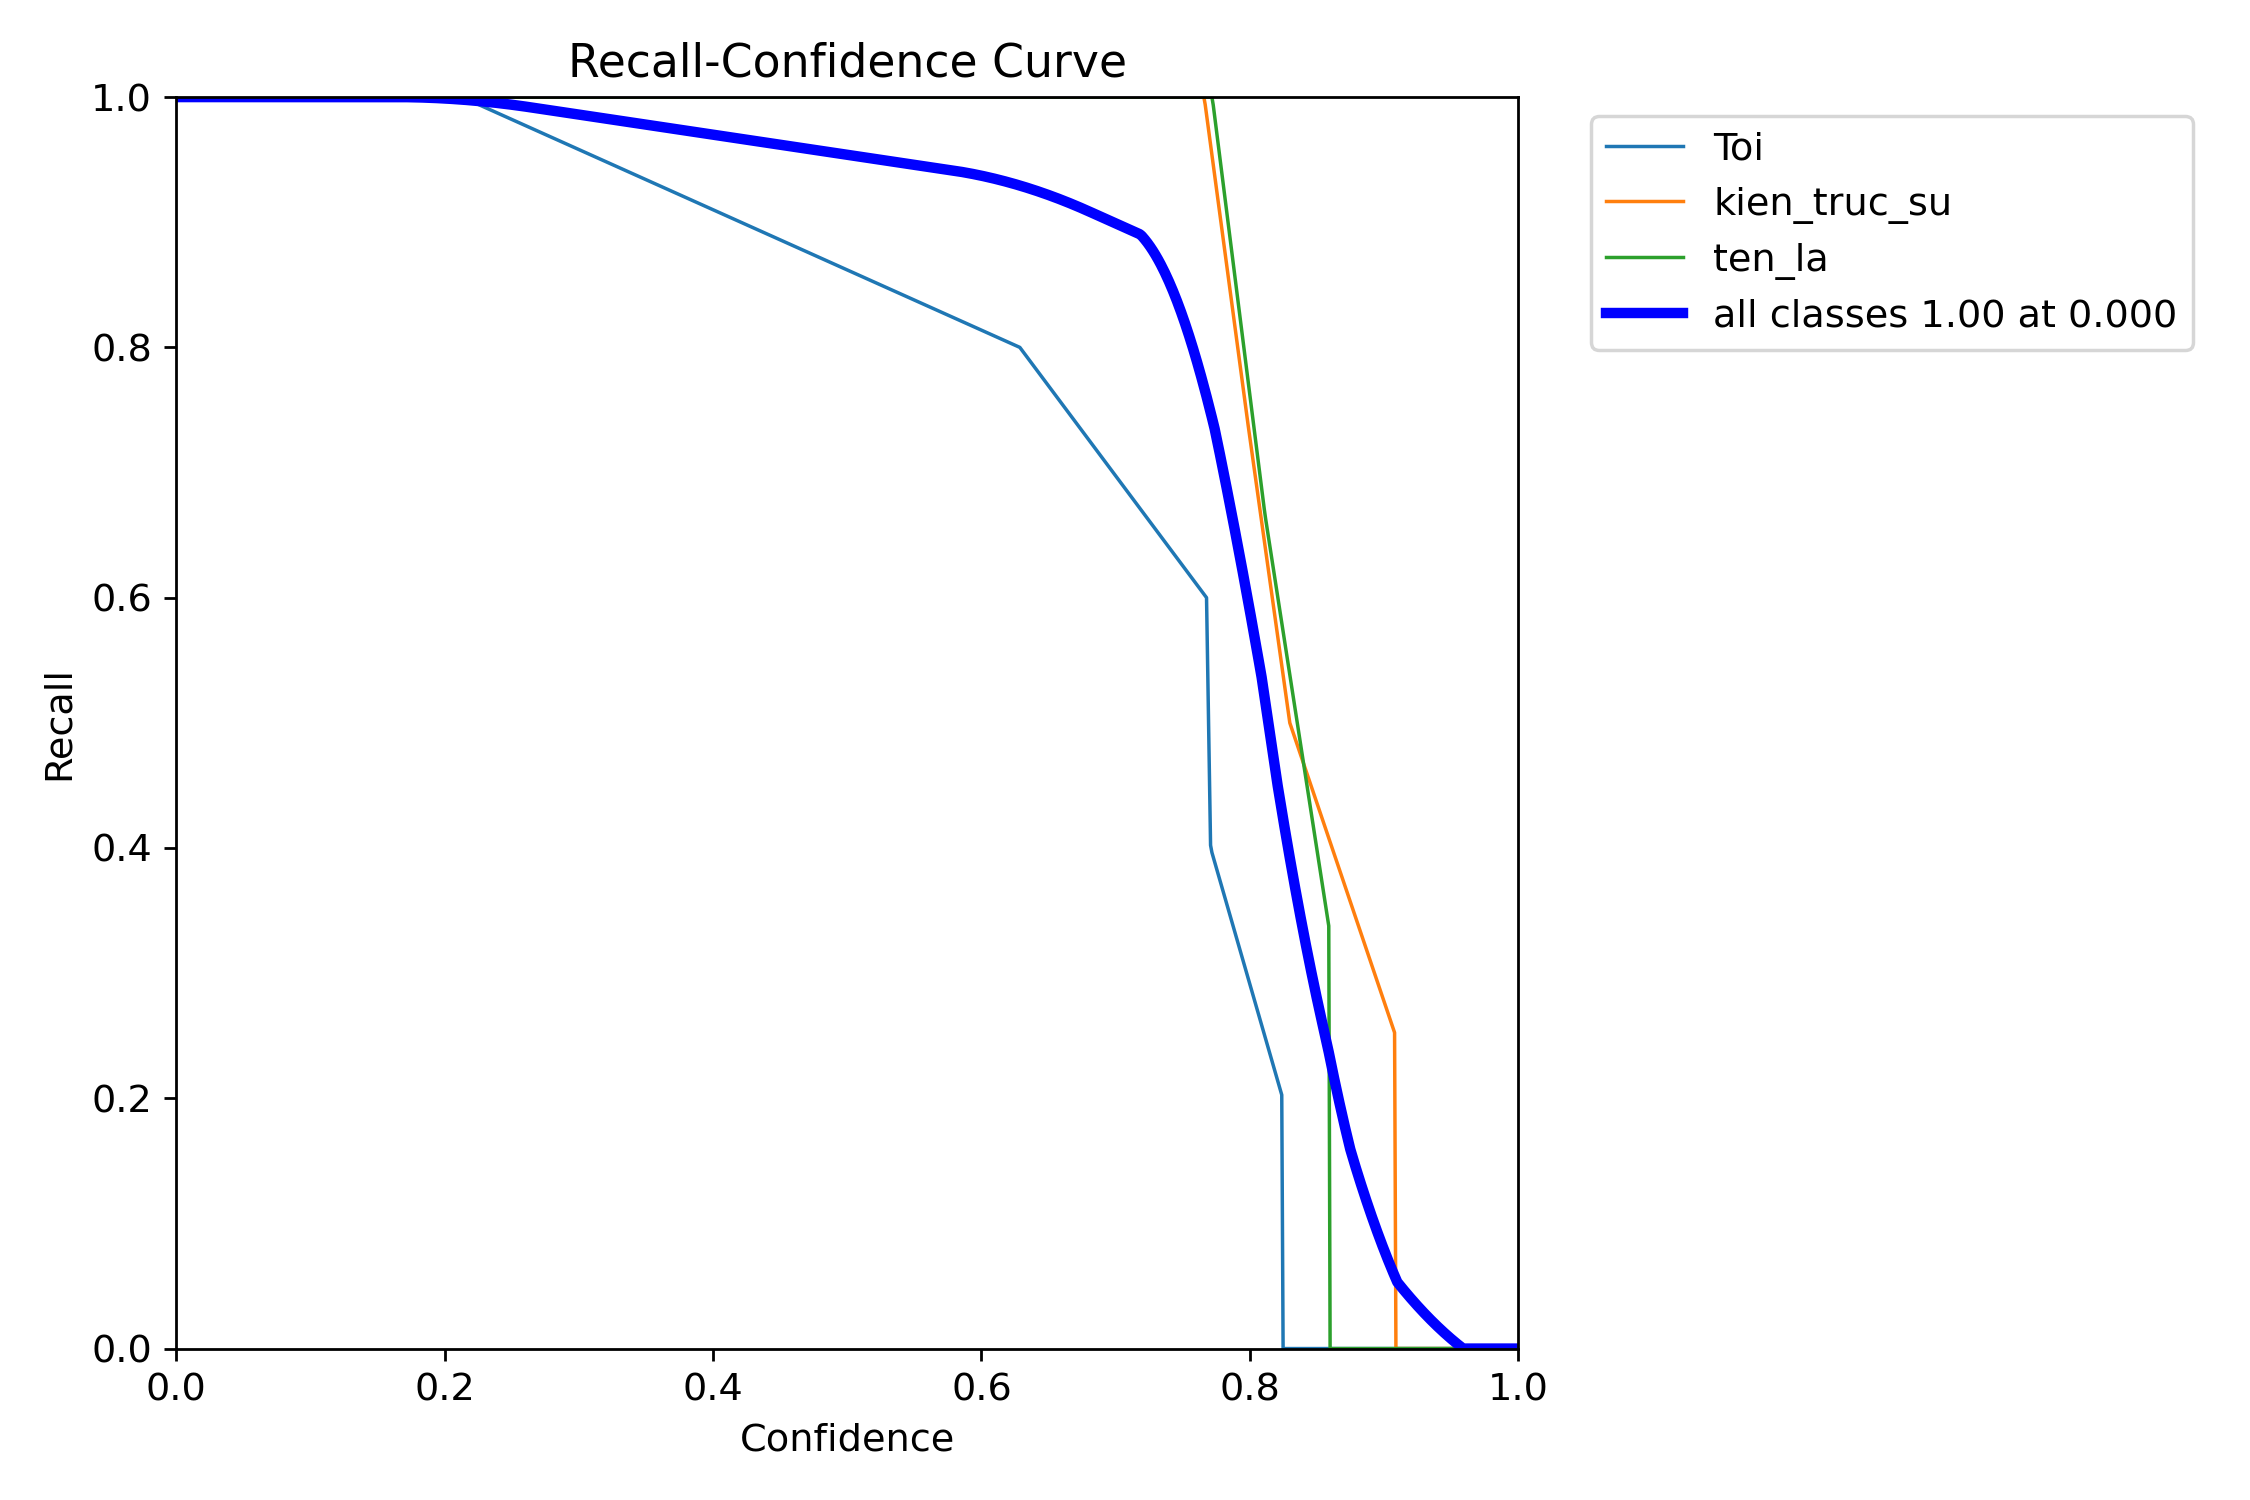 Recall-Confidence Curve
1.0
0.8
0.6
0.4
0.2
0.0
Recall
0.0 0.2 0.4 0.6 0.8 1.0
Confidence
Toi
kien_truc_su
ten_la
all classes 1.00 at 0.000